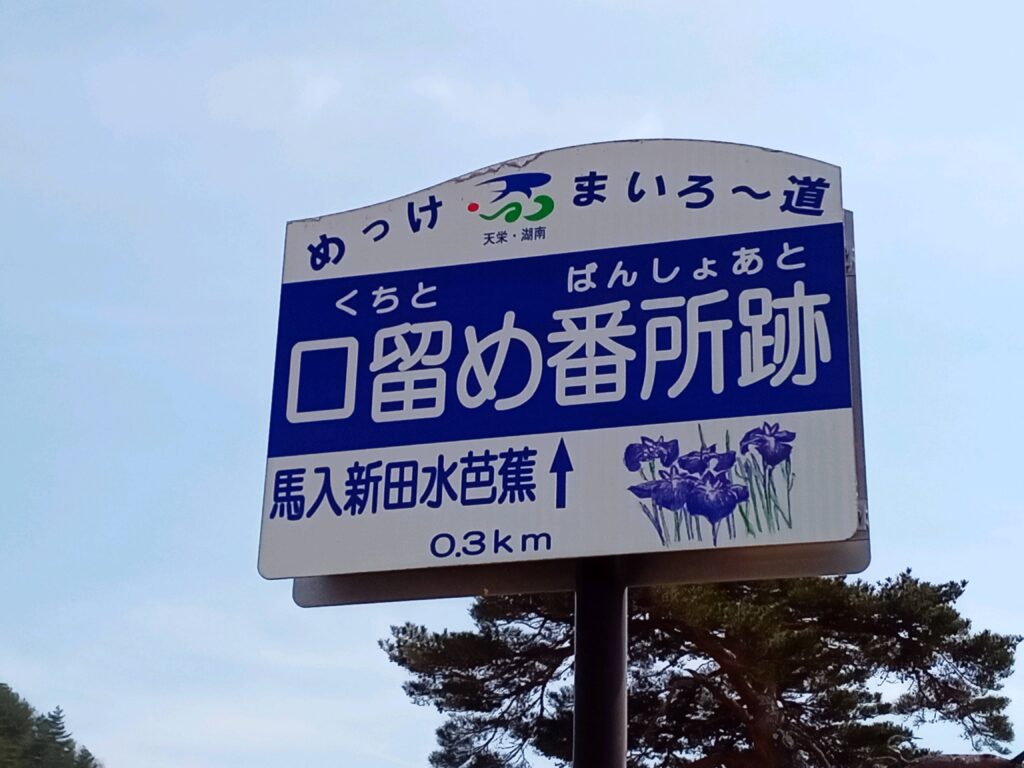 めっけ まいろ～道
天栄・湖南
くちと ばんしょあと
口留め番所跡
馬入新田水芭蕉 ↑
0.3km